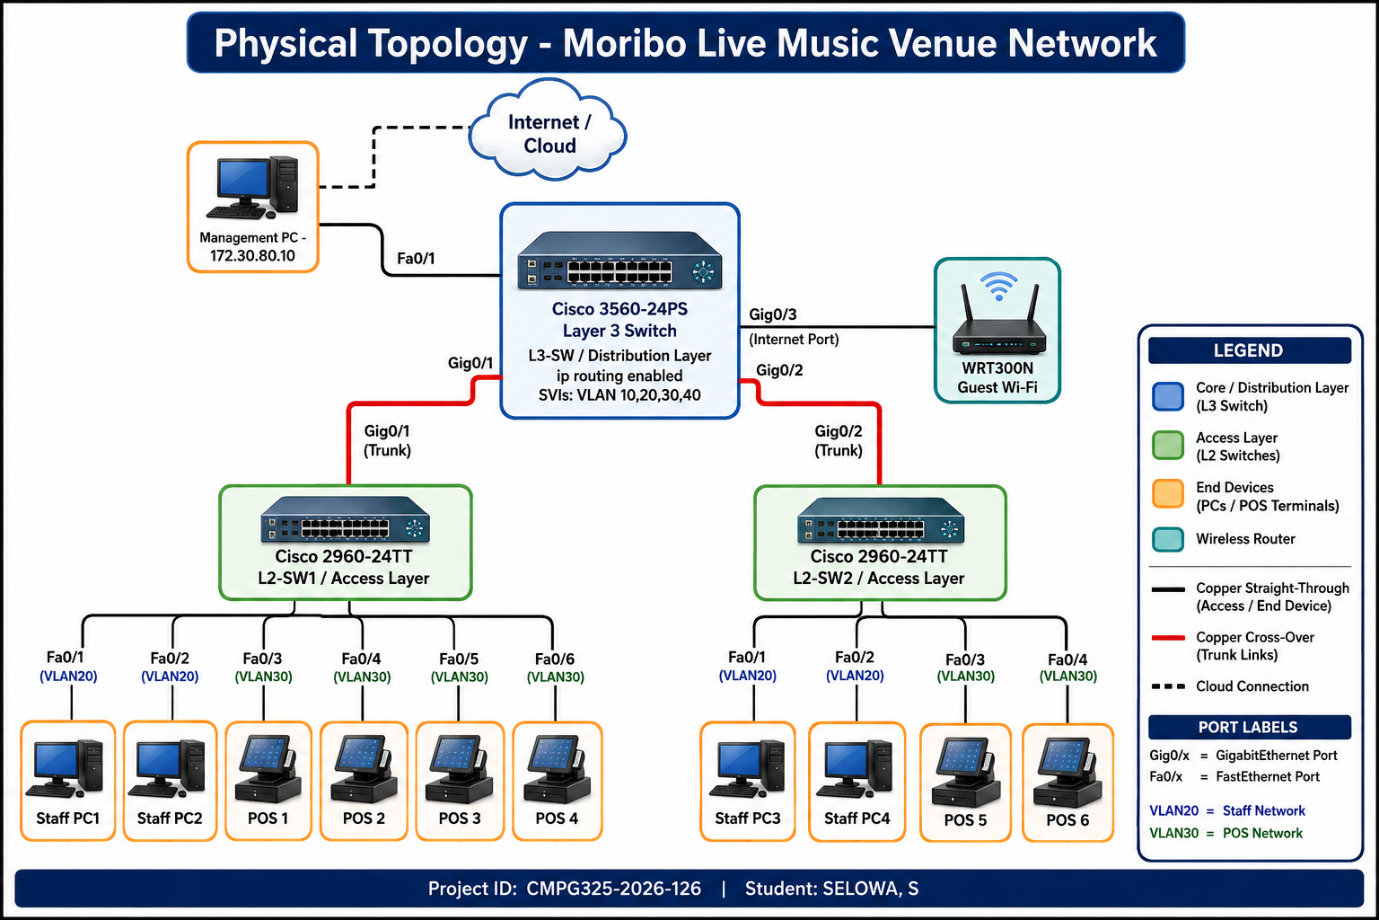 Physical Topology - Moribo Live Music Venue Network
Internet /
Cloud
Management PC -
172.30.80.10
Fa0/1
Cisco 3560-24PS
Layer 3 Switch
L3-SW / Distribution Layer
ip routing enabled
SVIs: VLAN 10,20,30,40
Gig0/3
(Internet Port)
WRT300N
Guest Wi-Fi
Gig0/1
Gig0/2
Gig0/1
(Trunk)
Gig0/2
(Trunk)
Cisco 2960-24TT
L2-SW1 / Access Layer
Cisco 2960-24TT
L2-SW2 / Access Layer
Fa0/1
(VLAN20)
Fa0/2
(VLAN20)
Fa0/3
(VLAN30)
Fa0/4
(VLAN30)
Fa0/5
(VLAN30)
Fa0/6
(VLAN30)
Fa0/1
(VLAN20)
Fa0/2
(VLAN20)
Fa0/3
(VLAN30)
Fa0/4
(VLAN30)
Staff PC1
Staff PC2
POS 1
POS 2
POS 3
POS 4
Staff PC3
Staff PC4
POS 5
POS 6
LEGEND
Core / Distribution Layer
(L3 Switch)
Access Layer
(L2 Switches)
End Devices
(PCs / POS Terminals)
Wireless Router
Copper Straight-Through
(Access / End Device)
Copper Cross-Over
(Trunk Links)
Cloud Connection
PORT LABELS
Gig0/x = GigabitEthernet Port
Fa0/x = FastEthernet Port
VLAN20 = Staff Network
VLAN30 = POS Network
Project ID: CMPG325-2026-126 | Student: SELOWA, S